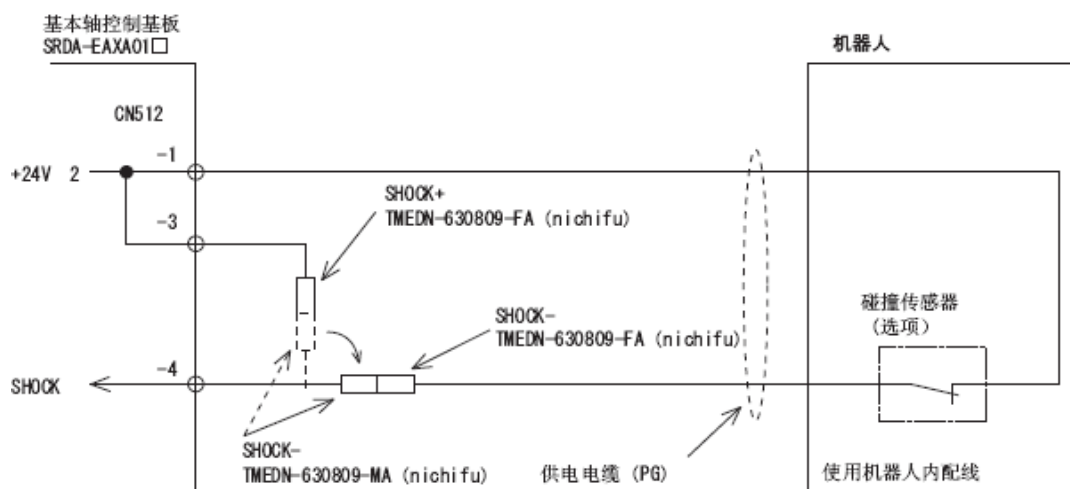 基本轴控制基板
SRDA-EAXA01□
机器人
CN512
-1
+24V 2
SHOCK+
TMEDN-630809-FA (nichifu)
-3
碰撞传感器
(选项)
SHOCK-
TMEDN-630809-FA (nichifu)
-4
SHOCK
SHOCK-
TMEDN-630809-MA (nichifu)
供电电缆 (PG)
使用机器人内配线